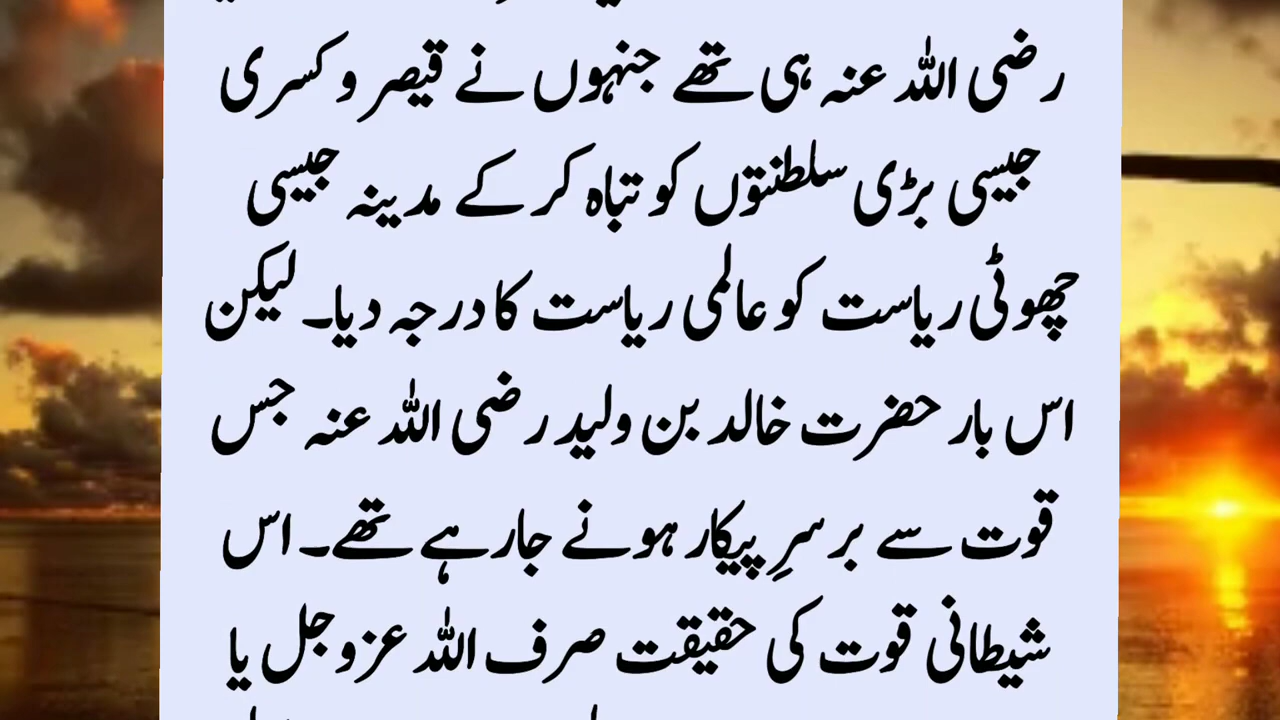 رضی اللہ عنہ ہی تھے جنہوں نے قیصر و کسری
جیسی بڑی سلطنتوں کو تباہ کر کے مدینہ جیسی
چھوٹی ریاست کو عالمی ریاست کا درجہ دیا۔ لیکن
اس بار حضرت خالد بن ولید رضی اللہ عنہ جس
قوت سے برسرِ پیکار ہونے جارہے تھے۔ اس
شیطانی قوت کی حقیقت صرف اللہ عزوجل یا